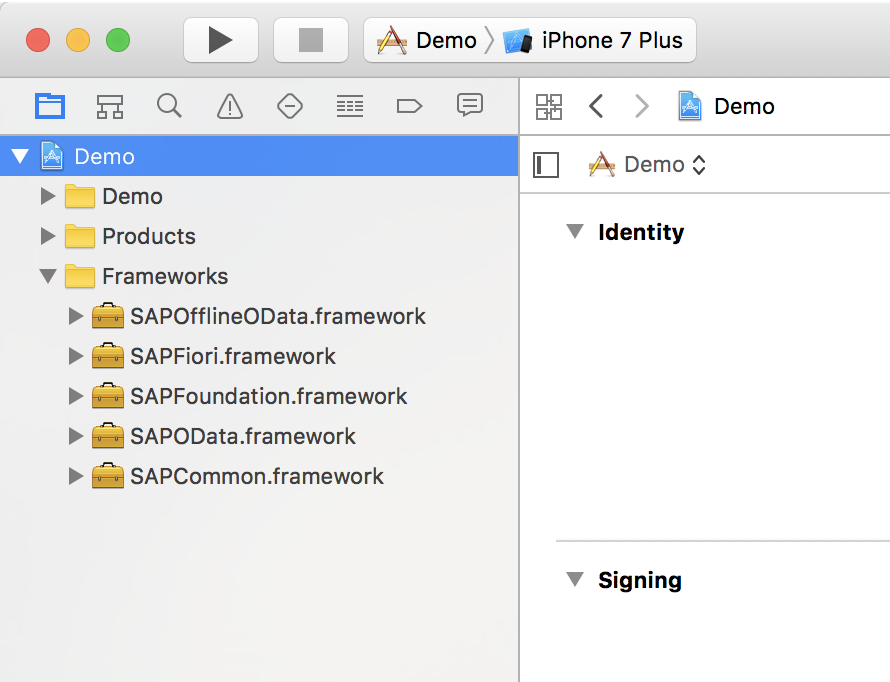 Demo iPhone 7 Plus
Demo
Demo
Demo
Products
Frameworks
SAPOfflineOData.framework
SAPFiori.framework
SAPFoundation.framework
SAPOData.framework
SAPCommon.framework
Demo
Identity
Signing